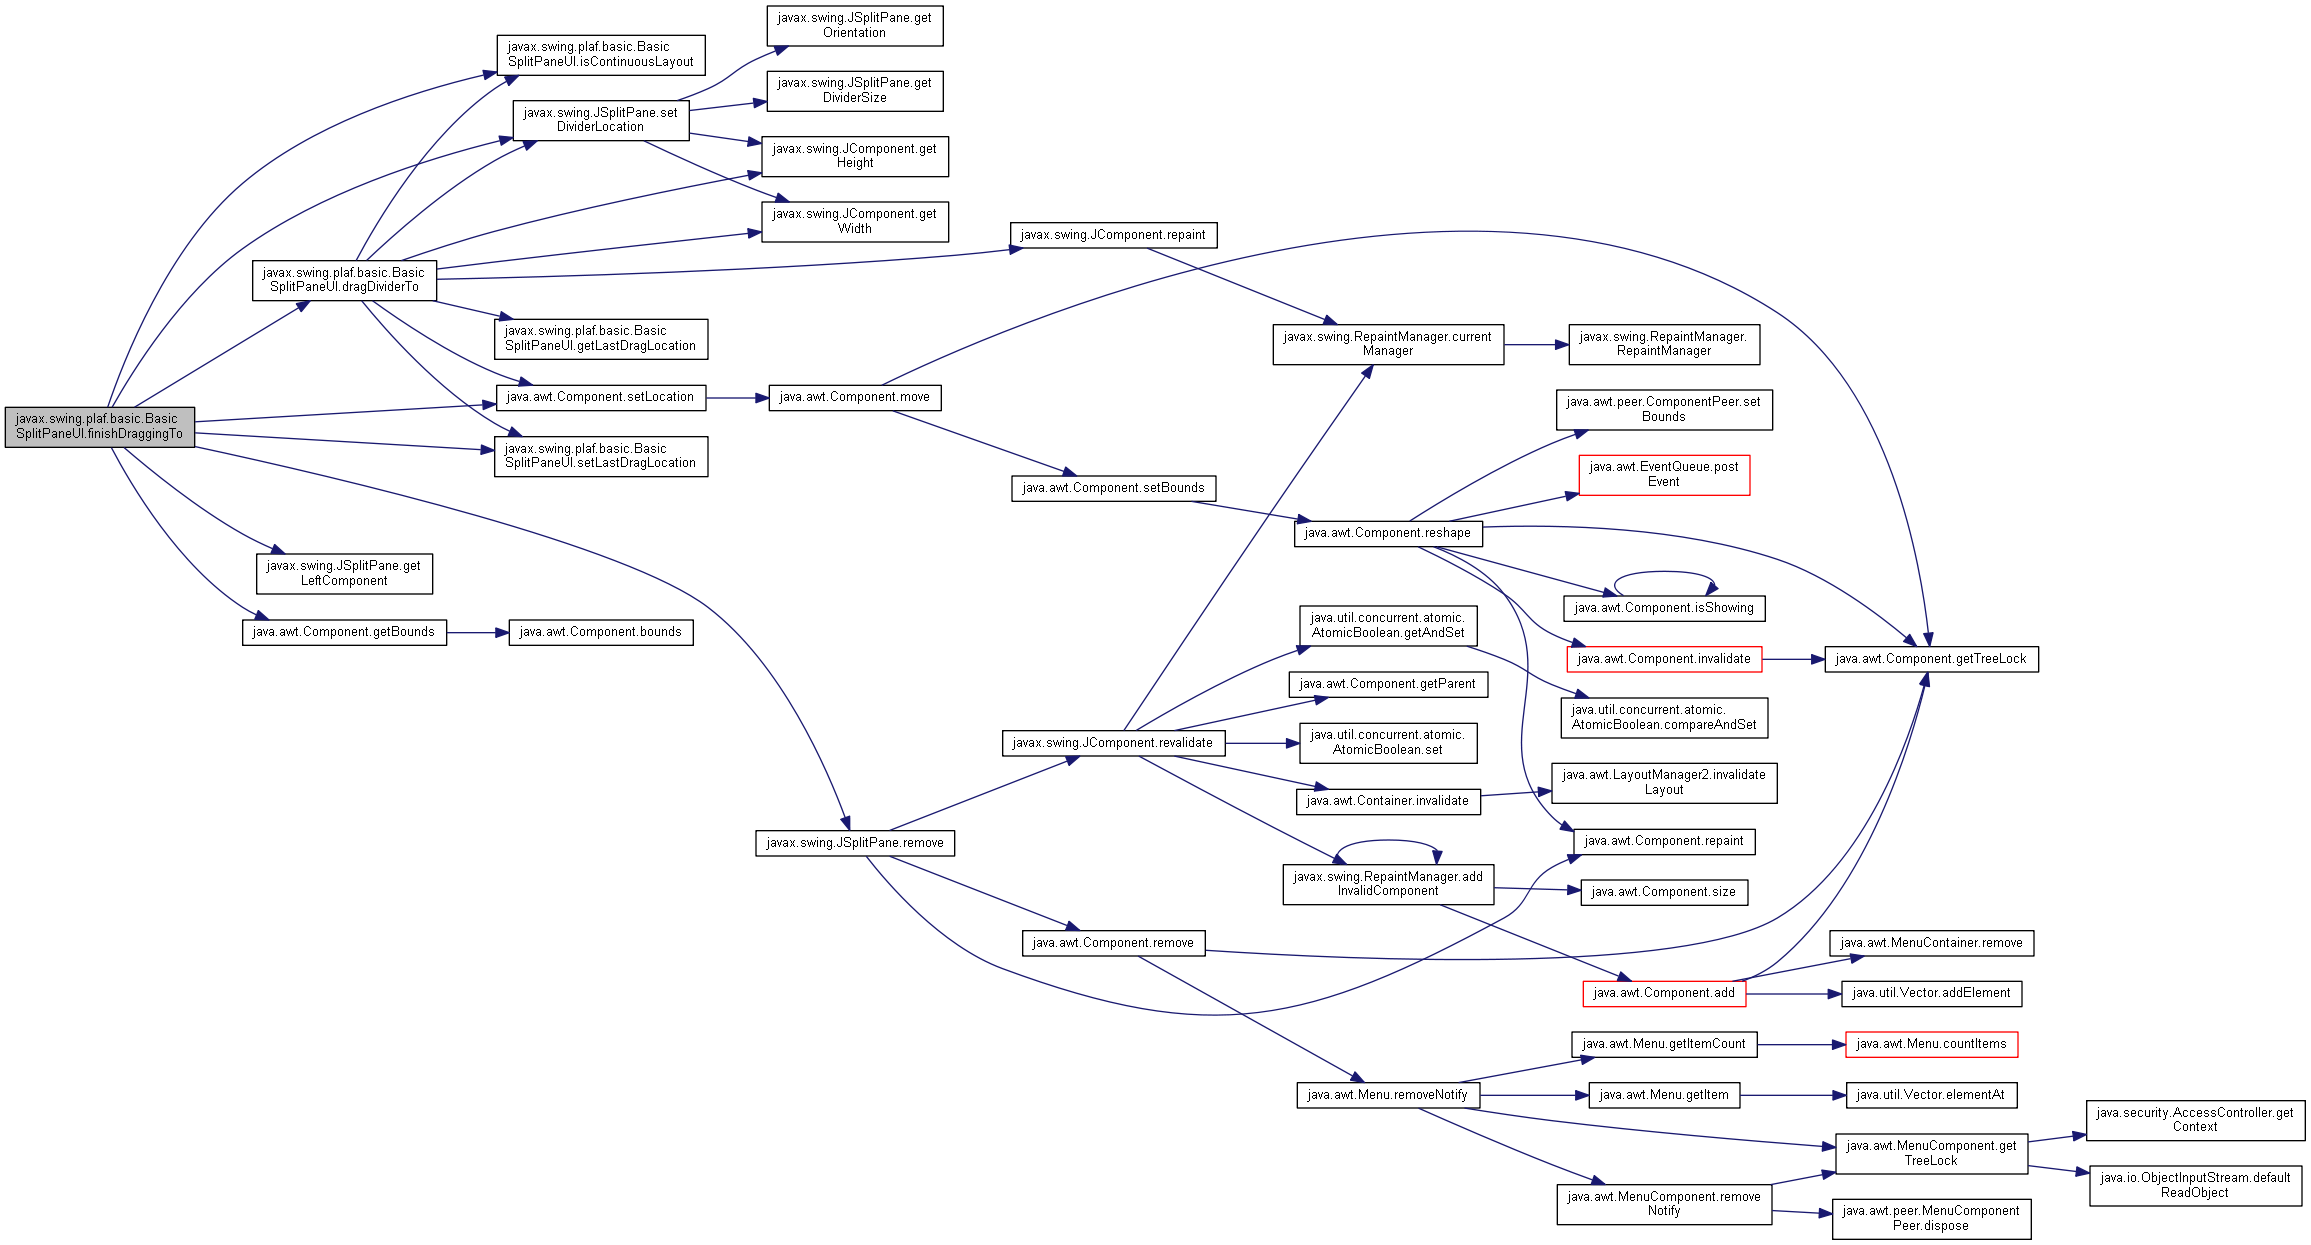 javax.swing.JSplitPane.get
Orientation
javax.swing.plaf.basic.Basic
SplitPaneUI.isContinuousLayout
javax.swing.JSplitPane.get
DividerSize
javax.swing.JSplitPane.set
DividerLocation
javax.swing.JComponent.get
Height
javax.swing.JComponent.get
Width
javax.swing.JComponent.repaint
javax.swing.plaf.basic.Basic
SplitPaneUI.dragDividerTo
javax.swing.plaf.basic.Basic
SplitPaneUI.getLastDragLocation
javax.swing.RepaintManager.current
Manager
javax.swing.RepaintManager.
RepaintManager
java.awt.Component.setLocation
java.awt.Component.move
java.awt.peer.ComponentPeer.set
Bounds
javax.swing.plaf.basic.Basic
SplitPaneUI.finishDraggingTo
javax.swing.plaf.basic.Basic
SplitPaneUI.setLastDragLocation
java.awt.EventQueue.post
Event
java.awt.Component.setBounds
java.awt.Component.reshape
javax.swing.JSplitPane.get
LeftComponent
java.awt.Component.isShowing
java.awt.Component.getBounds
java.awt.Component.bounds
java.util.concurrent.atomic.
AtomicBoolean.getAndSet
java.awt.Component.invalidate
java.awt.Component.getTreeLock
java.awt.Component.getParent
java.util.concurrent.atomic.
AtomicBoolean.compareAndSet
javax.swing.JComponent.revalidate
java.util.concurrent.atomic.
AtomicBoolean.set
java.awt.Container.invalidate
java.awt.LayoutManager2.invalidate
Layout
javax.swing.JSplitPane.remove
java.awt.Component.repaint
javax.swing.RepaintManager.add
InvalidComponent
java.awt.Component.size
java.awt.Component.remove
java.awt.MenuContainer.remove
java.awt.Component.add
java.util.Vector.addElement
java.awt.Menu.getItemCount
java.awt.Menu.countItems
java.awt.Menu.removeNotify
java.awt.Menu.getItem
java.util.Vector.elementAt
java.security.AccessController.get
Context
java.awt.MenuComponent.get
TreeLock
java.io.ObjectInputStream.default
ReadObject
java.awt.MenuComponent.remove
Notify
java.awt.peer.MenuComponent
Peer.dispose